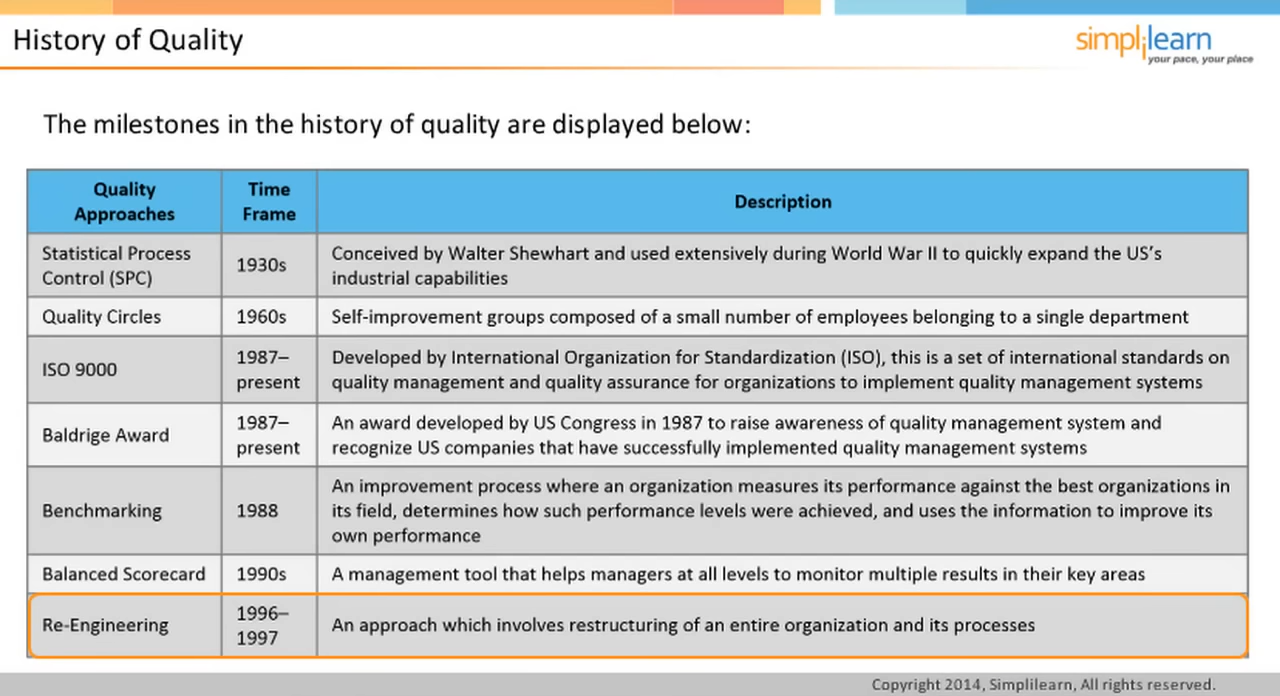 History of Quality
simplilearn
your pace, your place
The milestones in the history of quality are displayed below:
Quality
Approaches
Time
Frame
Description
Statistical Process
Control (SPC)
1930s
Conceived by Walter Shewhart and used extensively during World War II to quickly expand the US’s
industrial capabilities
Quality Circles
1960s
Self-improvement groups composed of a small number of employees belonging to a single department
ISO 9000
1987–
present
Developed by International Organization for Standardization (ISO), this is a set of international standards on
quality management and quality assurance for organizations to implement quality management systems
Baldrige Award
1987–
present
An award developed by US Congress in 1987 to raise awareness of quality management system and
recognize US companies that have successfully implemented quality management systems
Benchmarking
1988
An improvement process where an organization measures its performance against the best organizations in
its field, determines how such performance levels were achieved, and uses the information to improve its
own performance
Balanced Scorecard
1990s
A management tool that helps managers at all levels to monitor multiple results in their key areas
Re-Engineering
1996–
1997
An approach which involves restructuring of an entire organization and its processes
Copyright 2014, Simplilearn, All rights reserved.